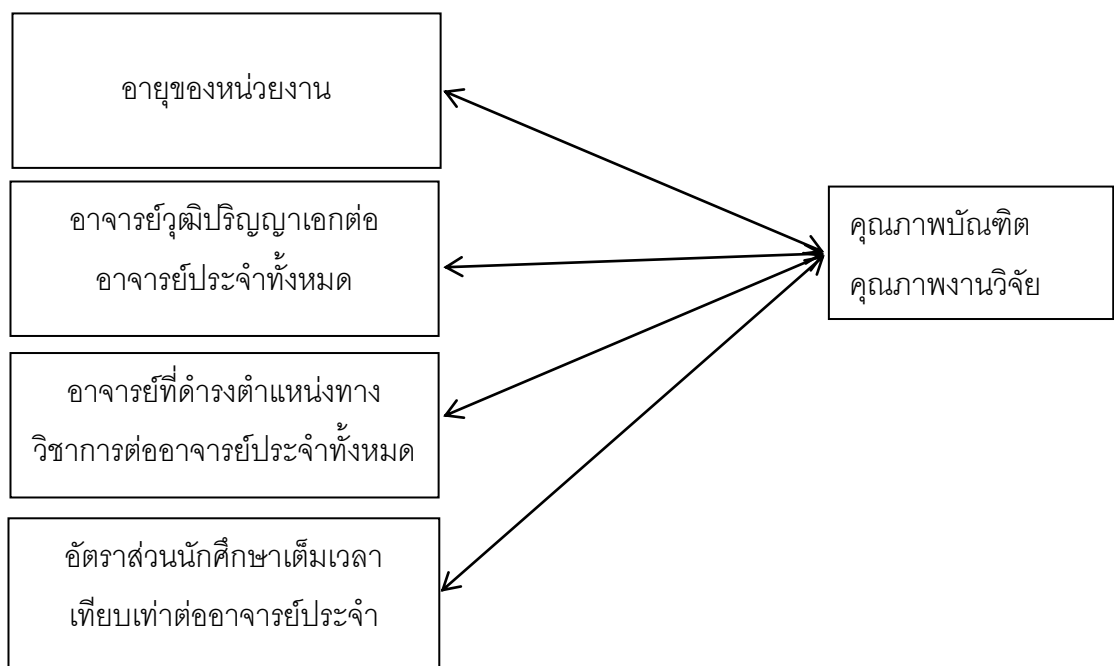 อายุของหน่วยงาน
อาจารย์วุฒิปริญญาเอกต่อ
อาจารย์ประจำทั้งหมด
อาจารย์ที่ดำรงตำแหน่งทาง
วิชาการต่ออาจารย์ประจำทั้งหมด
อัตราส่วนนักศึกษาเต็มเวลา
เทียบเท่าต่ออาจารย์ประจำ
คุณภาพบัณฑิต
คุณภาพงานวิจัย